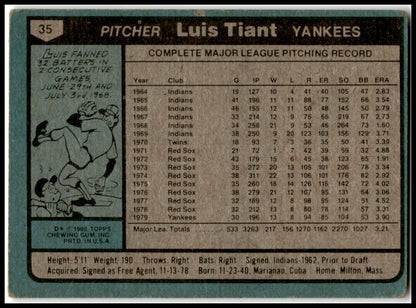 35
PITCHER Luis Tiant YANKEES
LUIS FANNED
32 BATTERS IN
2 CONSECUTIVE
GAMES,
JUNE 29TH AND
JULY 3RD, 1968.
COMPLETE MAJOR LEAGUE PITCHING RECORD
Year Club G IP W L R ER SO BB ERA
1964 Indians 19 127 10 4 41 40 105 47 2.83
1965 Indians 41 196 11 11 88 77 152 66 3.54
1966 Indians 46 155 12 11 50 48 145 50 2.79
1967 Indians 33 214 12 9 76 65 219 67 2.74
1968 Indians 34 258 21 9 53 46 264 73 1.60
1969 Indians 38 250 9 20 123 103 156 129 3.71
1970 Twins 18 93 7 3 36 35 50 41
1971 Red Sox 21 72 1 7 42 39 59 32 4.88
1972 Red Sox 43 179 15 6 45 38 123 65 1.91
1973 Red Sox 35 272 20 13 105 101 206 78 3.34
1974 Red Sox 38 311 22 13 106 101 176 82 2.92
1975 Red Sox 35 260 18 14 126 116 142 72 4.02
1976 Red Sox 38 279 21 12 107 95 131 64 3.06
1977 Red Sox 32 189 12 8 98 95 124 51
1978 Red Sox 32 212 13 8 80 78 114 57 3.31
1979 30 196 13 8 94 85 104 53 3.90
Major Lea. Totals 533 3263 217 156 1270 1162 2270 1027 3.21
D* © 1980 TOPPS
CHEWING GUM, INC.
PRTD. IN U.S.A.
Height: 5'11" Weight: 190 Throws: Right Bats: Right Signed: Indians-1962, Prior to Draft
Acquired: Signed as Free Agent, 11-13-78 Born: 11-23-40, Marianao, Cuba Home: Milton, Mass.